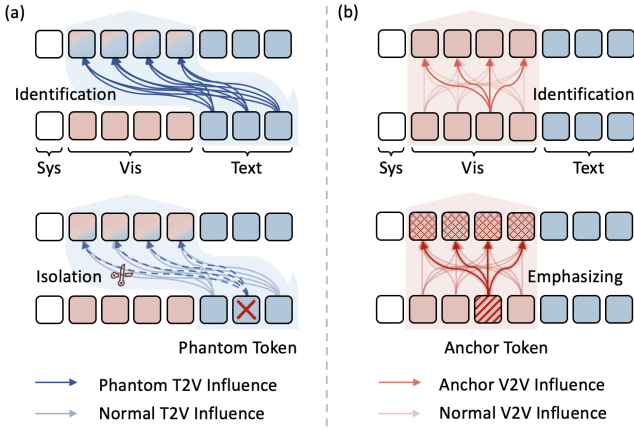 (a)
Identification
Sys
Vis
Text
Isolation
Phantom Token
Phantom T2V Influence
Normal T2V Influence
(b)
Identification
Sys
Vis
Text
Emphasizing
Anchor Token
Anchor V2V Influence
Normal V2V Influence